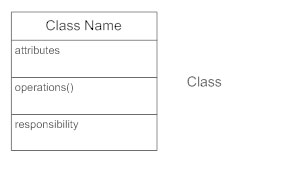 Class Name
attributes
operations()
responsibility
Class